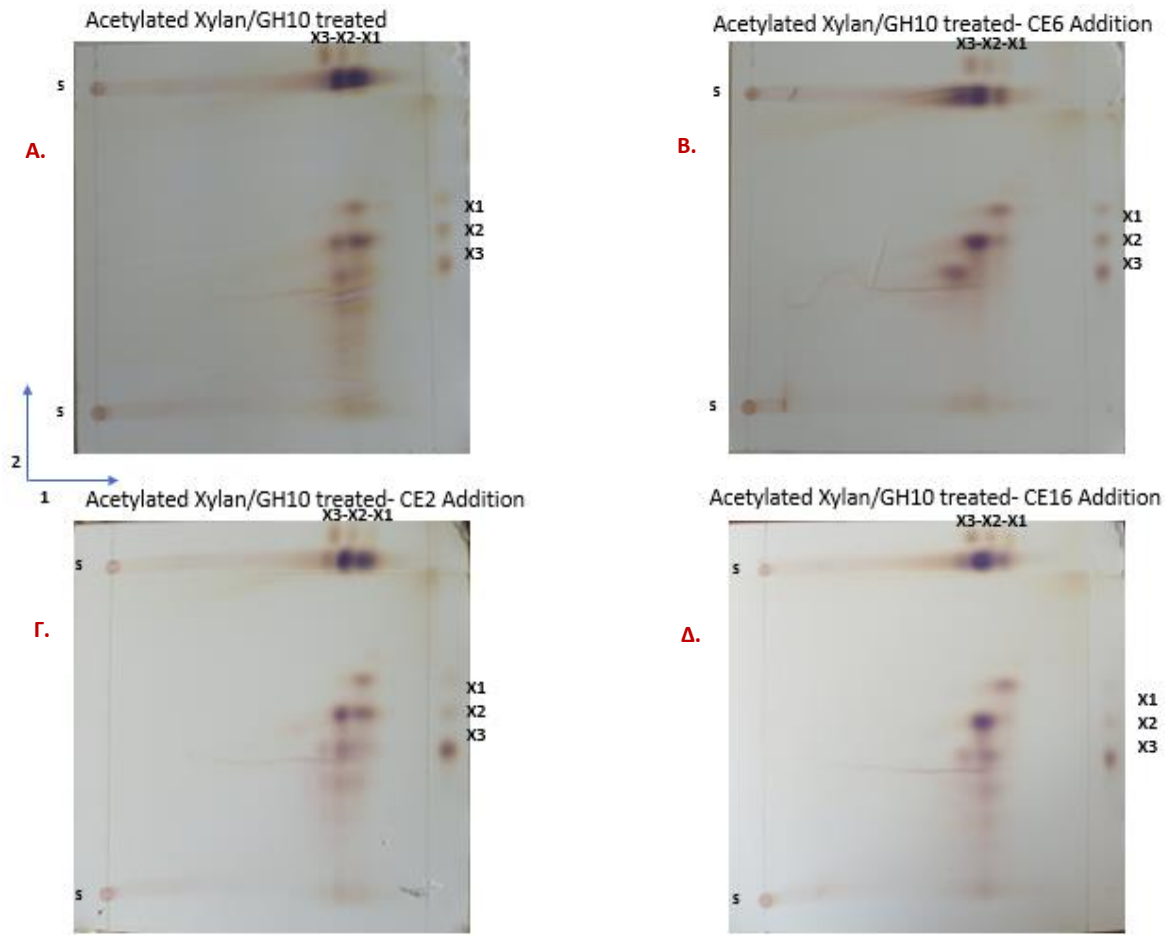 Acetylated Xylan/GH10 treated
X3-X2-X1
S
A.
X1
X2
X3
S
Acetylated Xylan/GH10 treated- CE6 Addition
X3-X2-X1
S
B.
X1
X2
X3
S
2
1
Acetylated Xylan/GH10 treated- CE2 Addition
X3-X2-X1
S
Γ.
X1
X2
X3
S
Acetylated Xylan/GH10 treated- CE16 Addition
X3-X2-X1
S
Δ.
X1
X2
X3
S